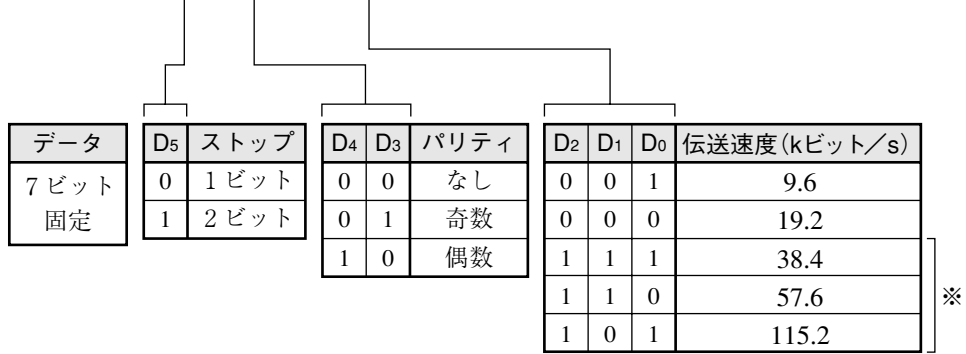 データ
7ビット
固定
D5 ストップ
0 1ビット
1 2ビット
D4 D3 パリティ
0 0 なし
0 1 奇数
1 0 偶数
D2 D1 D0 伝送速度(kビット/s)
0 0 1 9.6
0 0 0 19.2
1 1 1 38.4
1 1 0 57.6
1 0 1 115.2
※